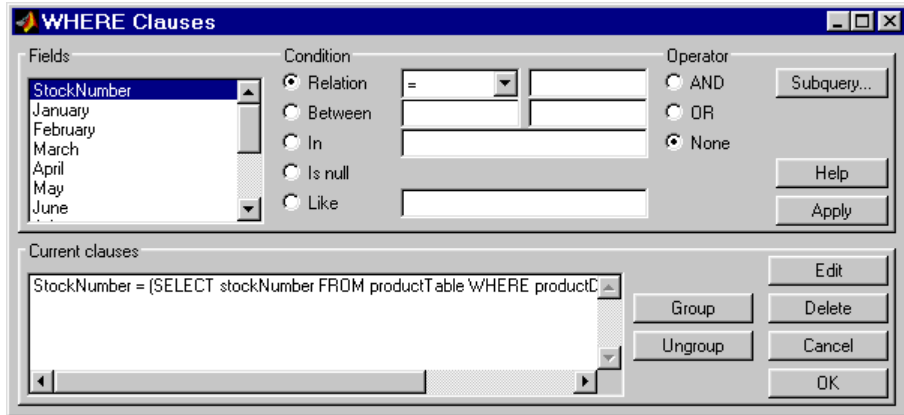 WHERE Clauses
Fields
StockNumber
January
February
March
April
May
June
Condition
Relation =
Between
In
Is null
Like
Operator
AND
OR
None
Subquery...
Help
Apply
Current clauses
StockNumber = (SELECT stockNumber FROM productTable WHERE productD
Group
Ungroup
Edit
Delete
Cancel
OK